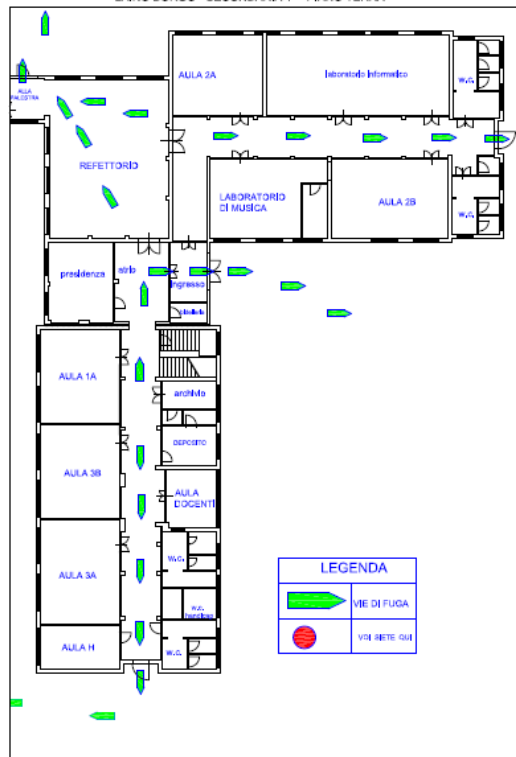 AULA 2A
laboratorio informatico
w.c.
ALLA
PALESTRA
REFETTORIO
LABORATORIO
DI MUSICA
AULA 2B
w.c.
presidenza
atrio
ingresso
AULA 1A
archivio
DEPOSITO
AULA 3B
AULA
DOCENTI
w.c.
AULA 3A
w.c.
handicap
AULA H
w.c.
LEGENDA
VIE DI FUGA
VOI SIETE QUI